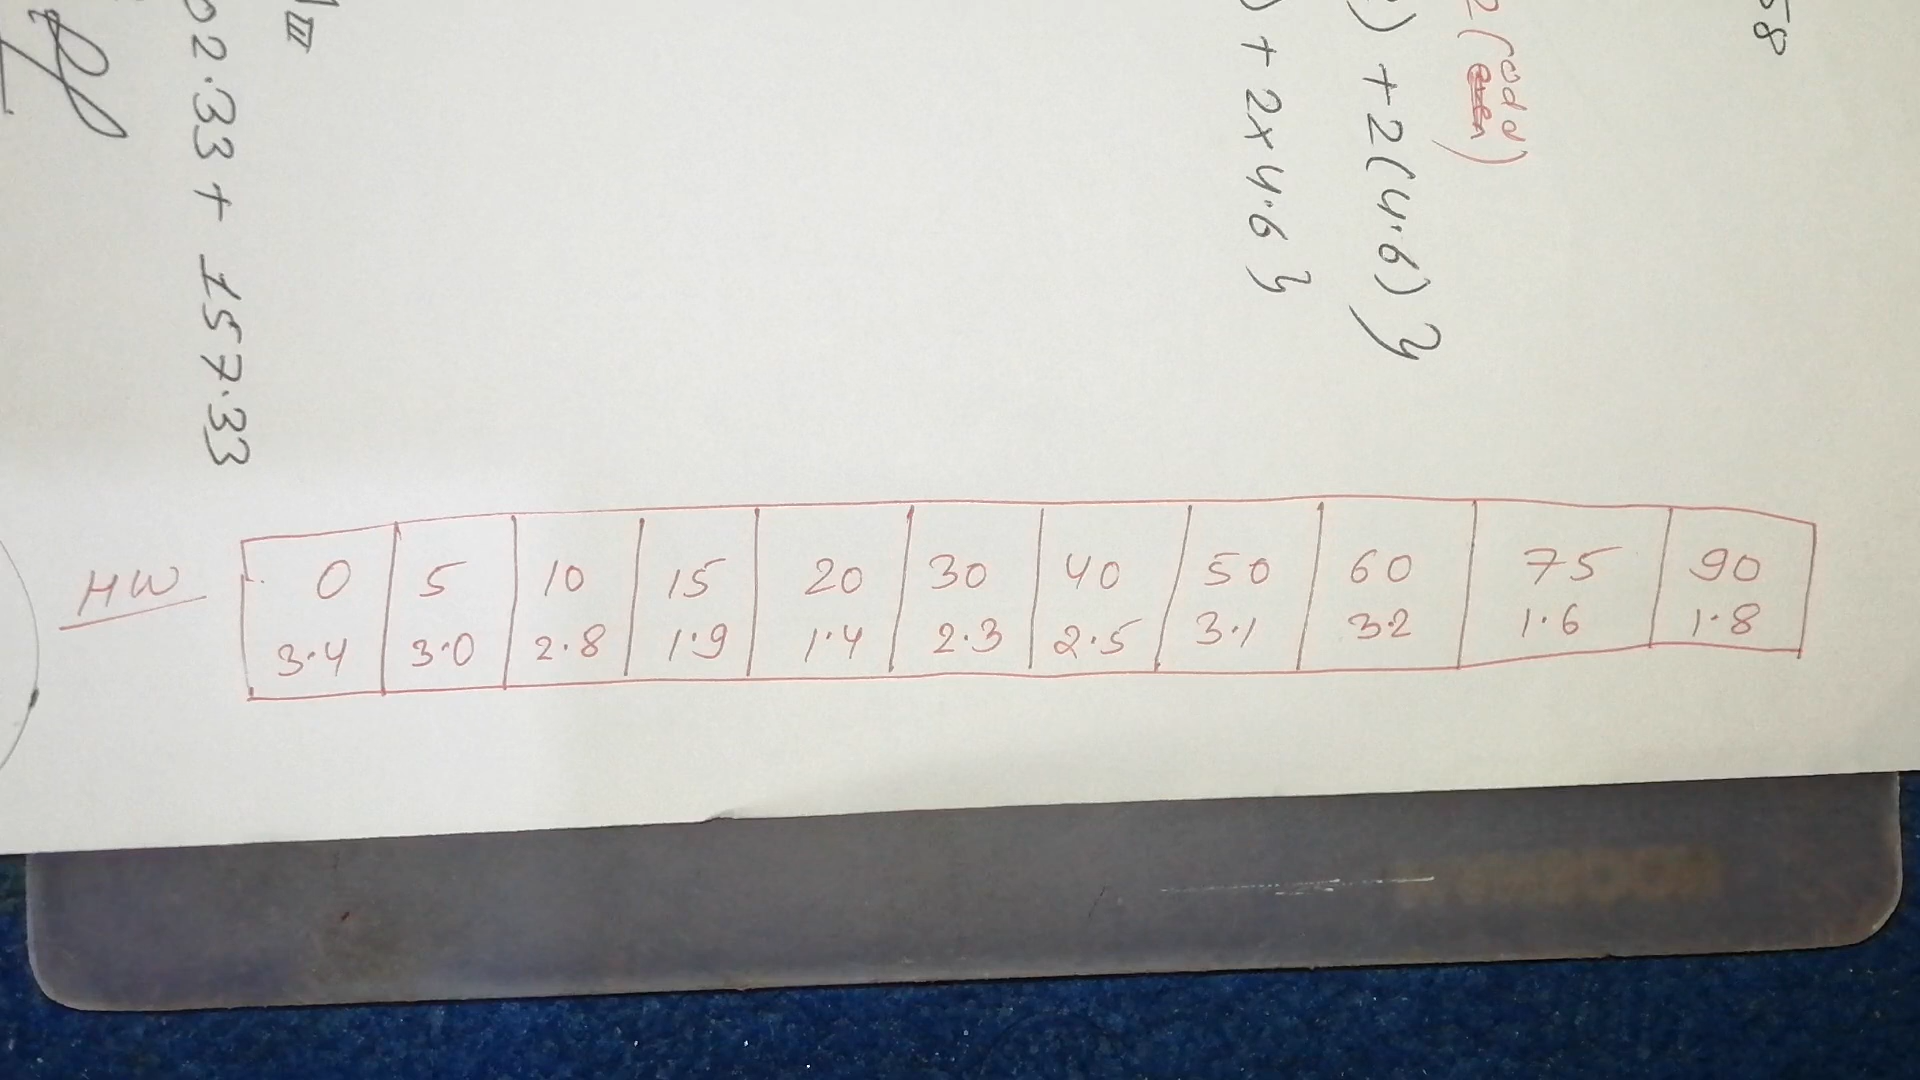 58
2(odd)
) + 2(4.6) }
) + 2x4.6 }
III
02.33 + 157.33
HW
0 5 10 15 20 30 40 50 60 75 90
3.4 3.0 2.8 1.9 1.4 2.3 2.5 3.1 3.2 1.6 1.8